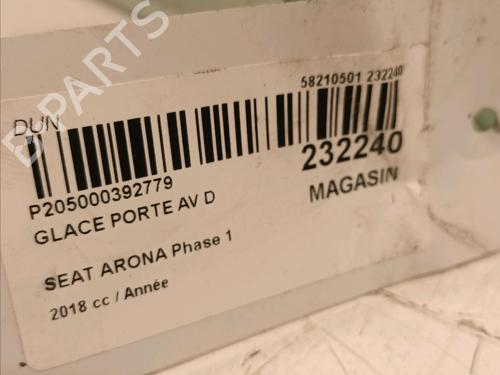 B-PARTS
DUN
58210501 232240
P205000392779
232240
GLACE PORTE AV D
MAGASIN
SEAT ARONA Phase 1
2018 cc / Année